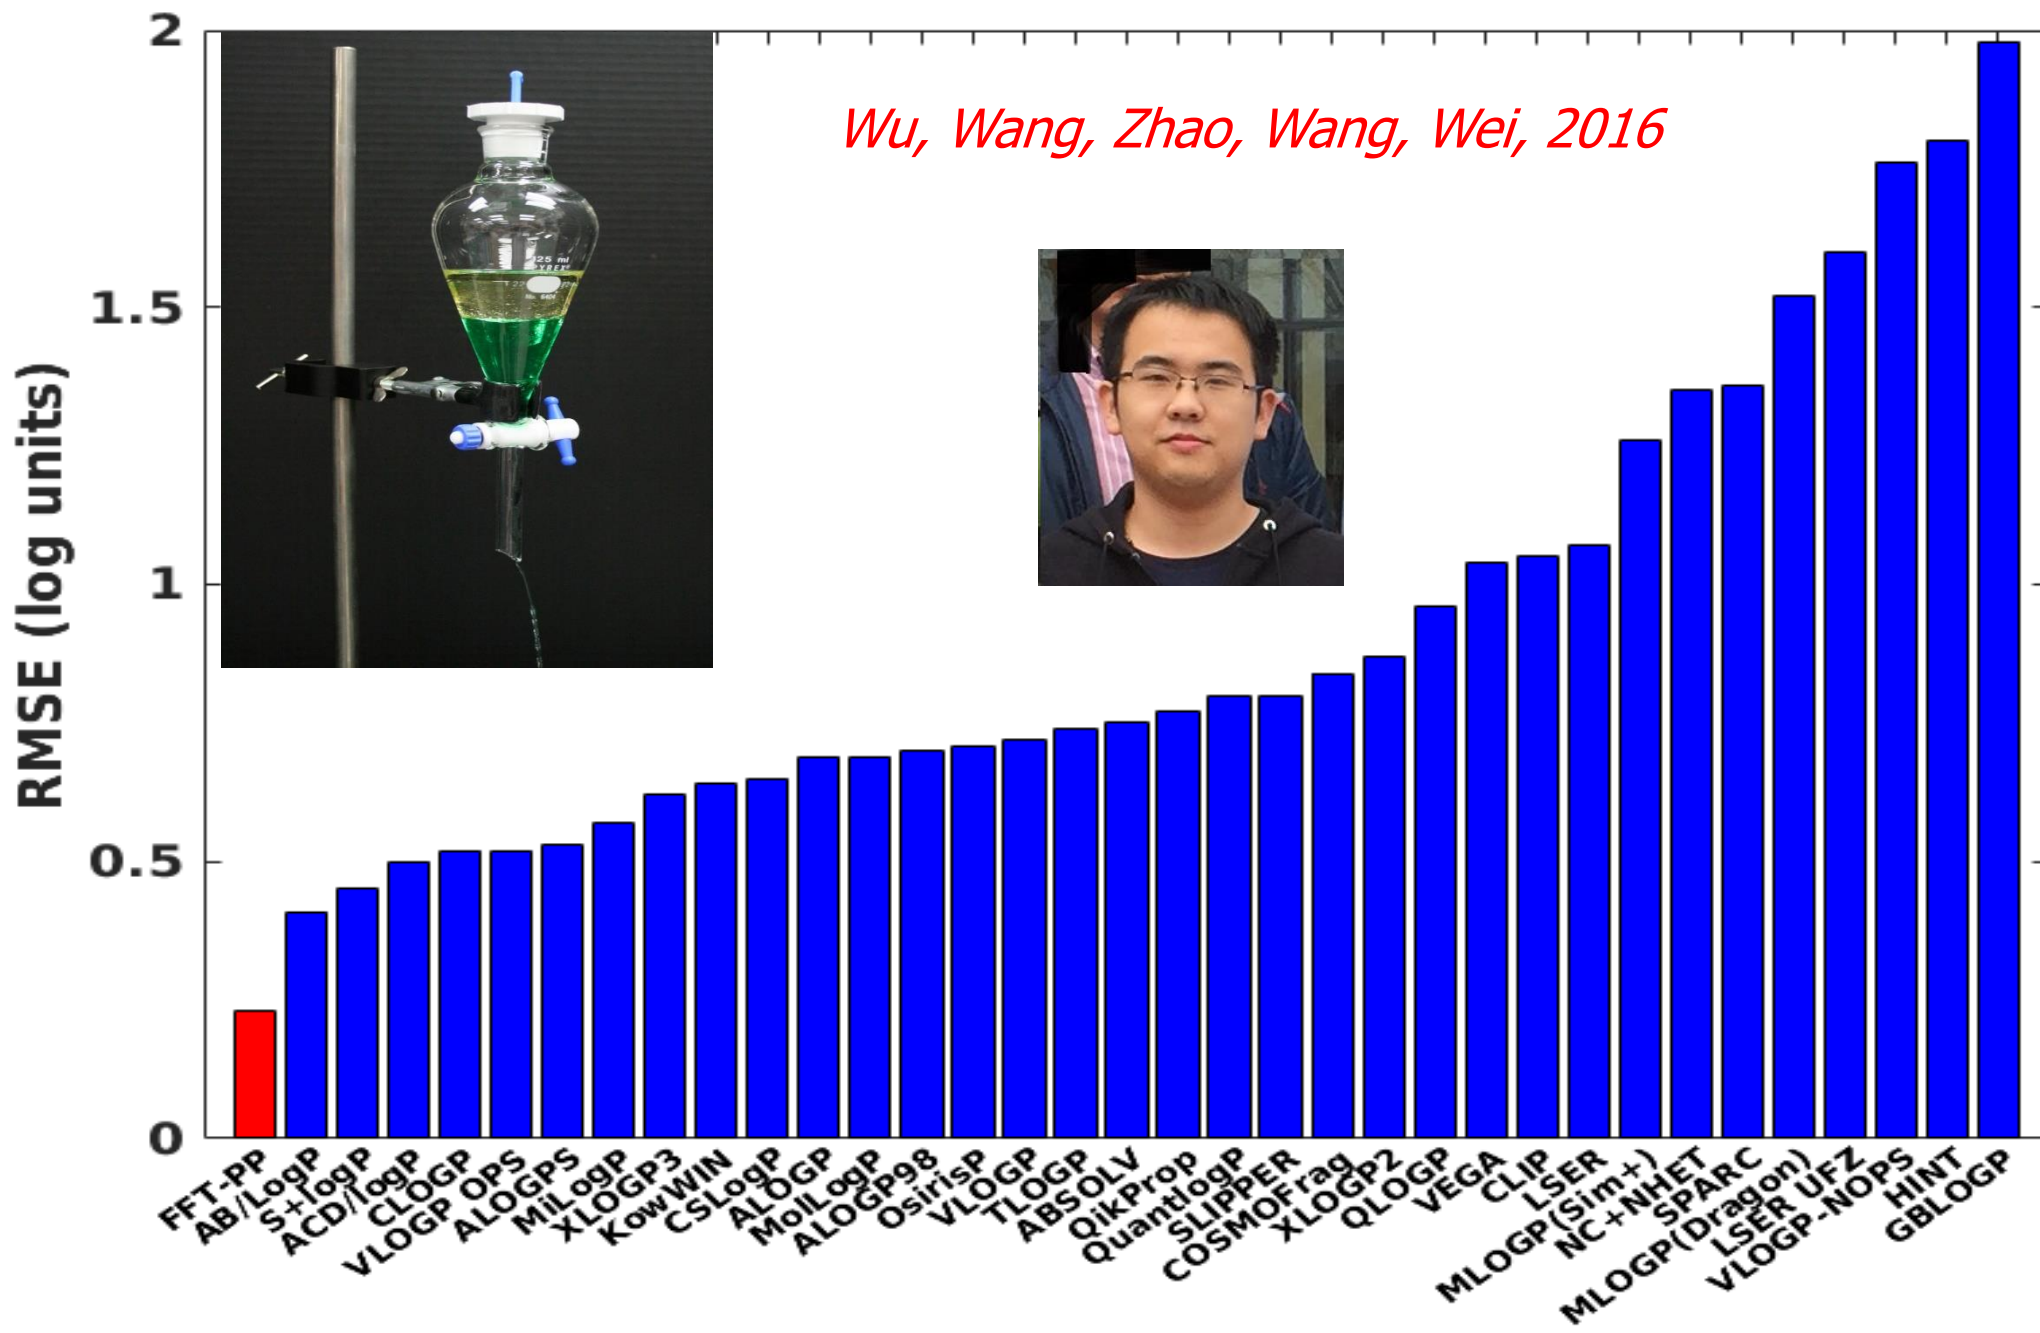 2
1.5
1
0.5
0
RMSE (log units)
Wu, Wang, Zhao, Wang, Wei, 2016
PYREX
FFT-PP
AB/LogP
S+logP
ACD/logP
CLOGP
VLOGP OPS
ALOGPS
MiLogP
XLOGP3
KowWIN
CSLogP
ALOGP
MolLogP
ALOGP98
OsirisP
VLOGP
TLOGP
ABSOLV
QikProp
QuantlogP
SLIPPER
COSMOFrag
XLOGP2
QLOGP
VEGA
CLIP
LSER
MLOGP(Sim+)
NC+NHET
SPARC
MLOGP(Dragon)
LSER UFZ
VLOGP-NOPS
HINT
GBLOGP